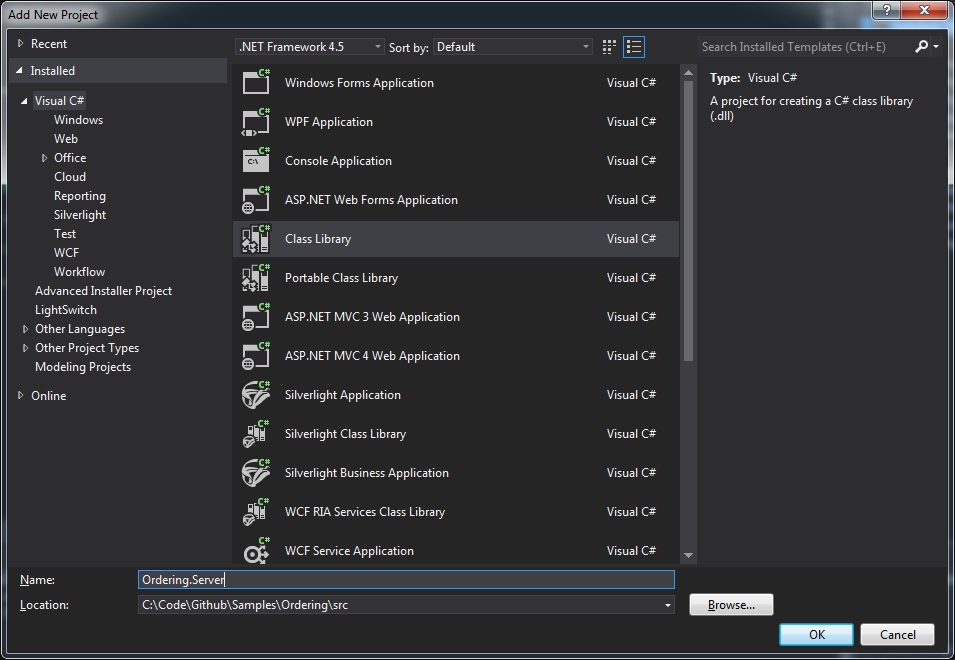 Add New Project
?
Recent
Installed
Visual C#
Windows
Web
Office
Cloud
Reporting
Silverlight
Test
WCF
Workflow
Advanced Installer Project
LightSwitch
Other Languages
Other Project Types
Modeling Projects
Online
.NET Framework 4.5 Sort by: Default
Windows Forms Application Visual C#
WPF Application Visual C#
Console Application Visual C#
ASP.NET Web Forms Application Visual C#
Class Library Visual C#
Portable Class Library Visual C#
ASP.NET MVC 3 Web Application Visual C#
ASP.NET MVC 4 Web Application Visual C#
Silverlight Application Visual C#
Silverlight Class Library Visual C#
Silverlight Business Application Visual C#
WCF RIA Services Class Library Visual C#
WCF Service Application Visual C#
Search Installed Templates (Ctrl+E)
Type: Visual C#
A project for creating a C# class library
(.dll)
Name: Ordering.Server
Location: C:\Code\Github\Samples\Ordering\src
Browse...
OK Cancel